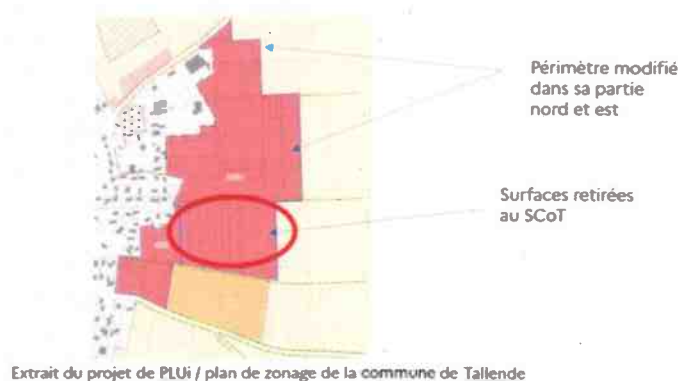 Périmètre modifié
dans sa partie
nord et est
Surfaces retirées
au SCoT
Extrait du projet de PLUi / plan de zonage de la commune de Tallende